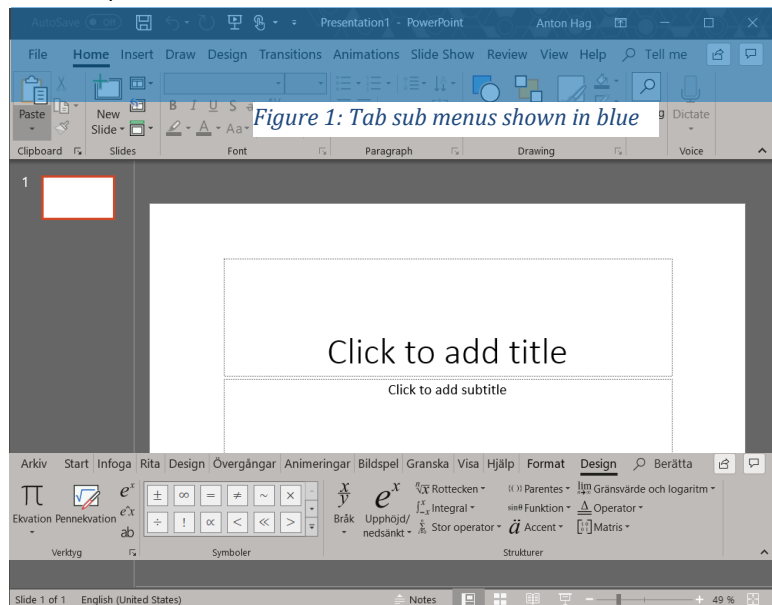 AutoSave Off Presentation1 - PowerPoint Anton Hag
File Home Insert Draw Design Transitions Animations Slide Show Review View Help Tell me
Paste New Slide B I U S Aa Dictate
Figure 1: Tab sub menus shown in blue
Clipboard Slides Font Paragraph Drawing Voice
1
Click to add title
Click to add subtitle
Arkiv Start Infoga Rita Design Övergångar Animeringar Bildspel Granska Visa Hjälp Format Design Berätta
π Ekvation Pennekvation ab
± ∞ = ≠ ~ ×
÷ ! ∝ < ≪ >
Bråk Upphöjd/ nedsänkt
Rottecken Parentes Gränsvärde och logaritm
Integral Funktion Operator
Stor operator Accent Matris
Verktyg Symboler Strukturer
Slide 1 of 1 English (United States) Notes 49 %